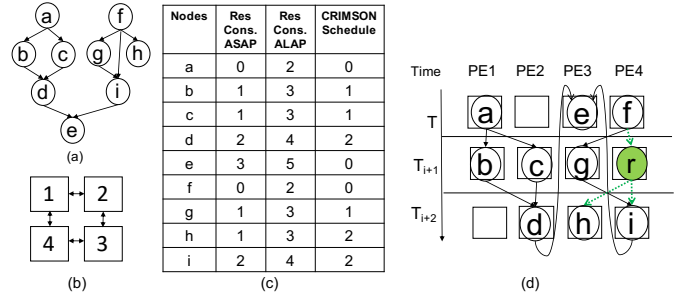 a
f
b
c
g
h
d
i
e
(a)
1
2
4
3
(b)
Nodes Res Cons. ASAP Res Cons. ALAP CRIMSON Schedule
a 0 2 0
b 1 3 1
c 1 3 1
d 2 4 2
e 3 5 0
f 0 2 0
g 1 3 1
h 1 3 2
i 2 4 2
(c)
Time PE1 PE2 PE3 PE4
T a e f
Ti+1 b c g r
Ti+2 d h i
(d)